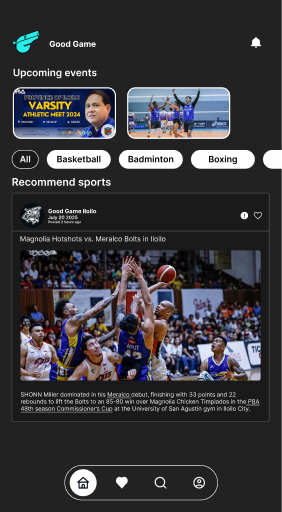 Good Game
Upcoming events
PROVINCE OF ILOILO
VARSITY
ATHLETIC MEET 2024
All
Basketball
Badminton
Boxing
Recommend sports
Good Game Iloilo
July 20 2025
Posted 2 hours ago
Magnolia Hotshots vs. Meralco Bolts in Iloilo
SHONN Miller dominated in his Meralco debut, finishing with 33 points and 22
rebounds to lift the Bolts to an 85-80 win over Magnolia Chicken Timplados in the PBA
48th season Commissioner's Cup at the University of San Agustin gym in Iloilo City.